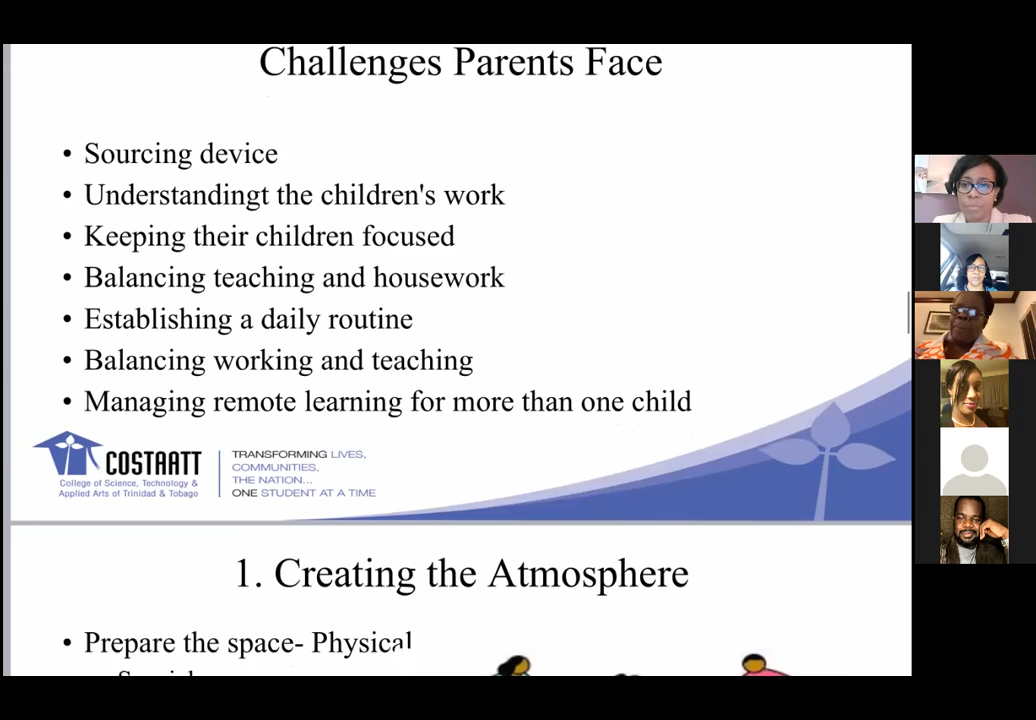 Challenges Parents Face
• Sourcing device
• Understandingt the children's work
• Keeping their children focused
• Balancing teaching and housework
• Establishing a daily routine
• Balancing working and teaching
• Managing remote learning for more than one child
COSTAATT
College of Science, Technology &
Applied Arts of Trinidad & Tobago
TRANSFORMING LIVES,
COMMUNITIES,
THE NATION...
ONE STUDENT AT A TIME
1. Creating the Atmosphere
• Prepare the space- Physical